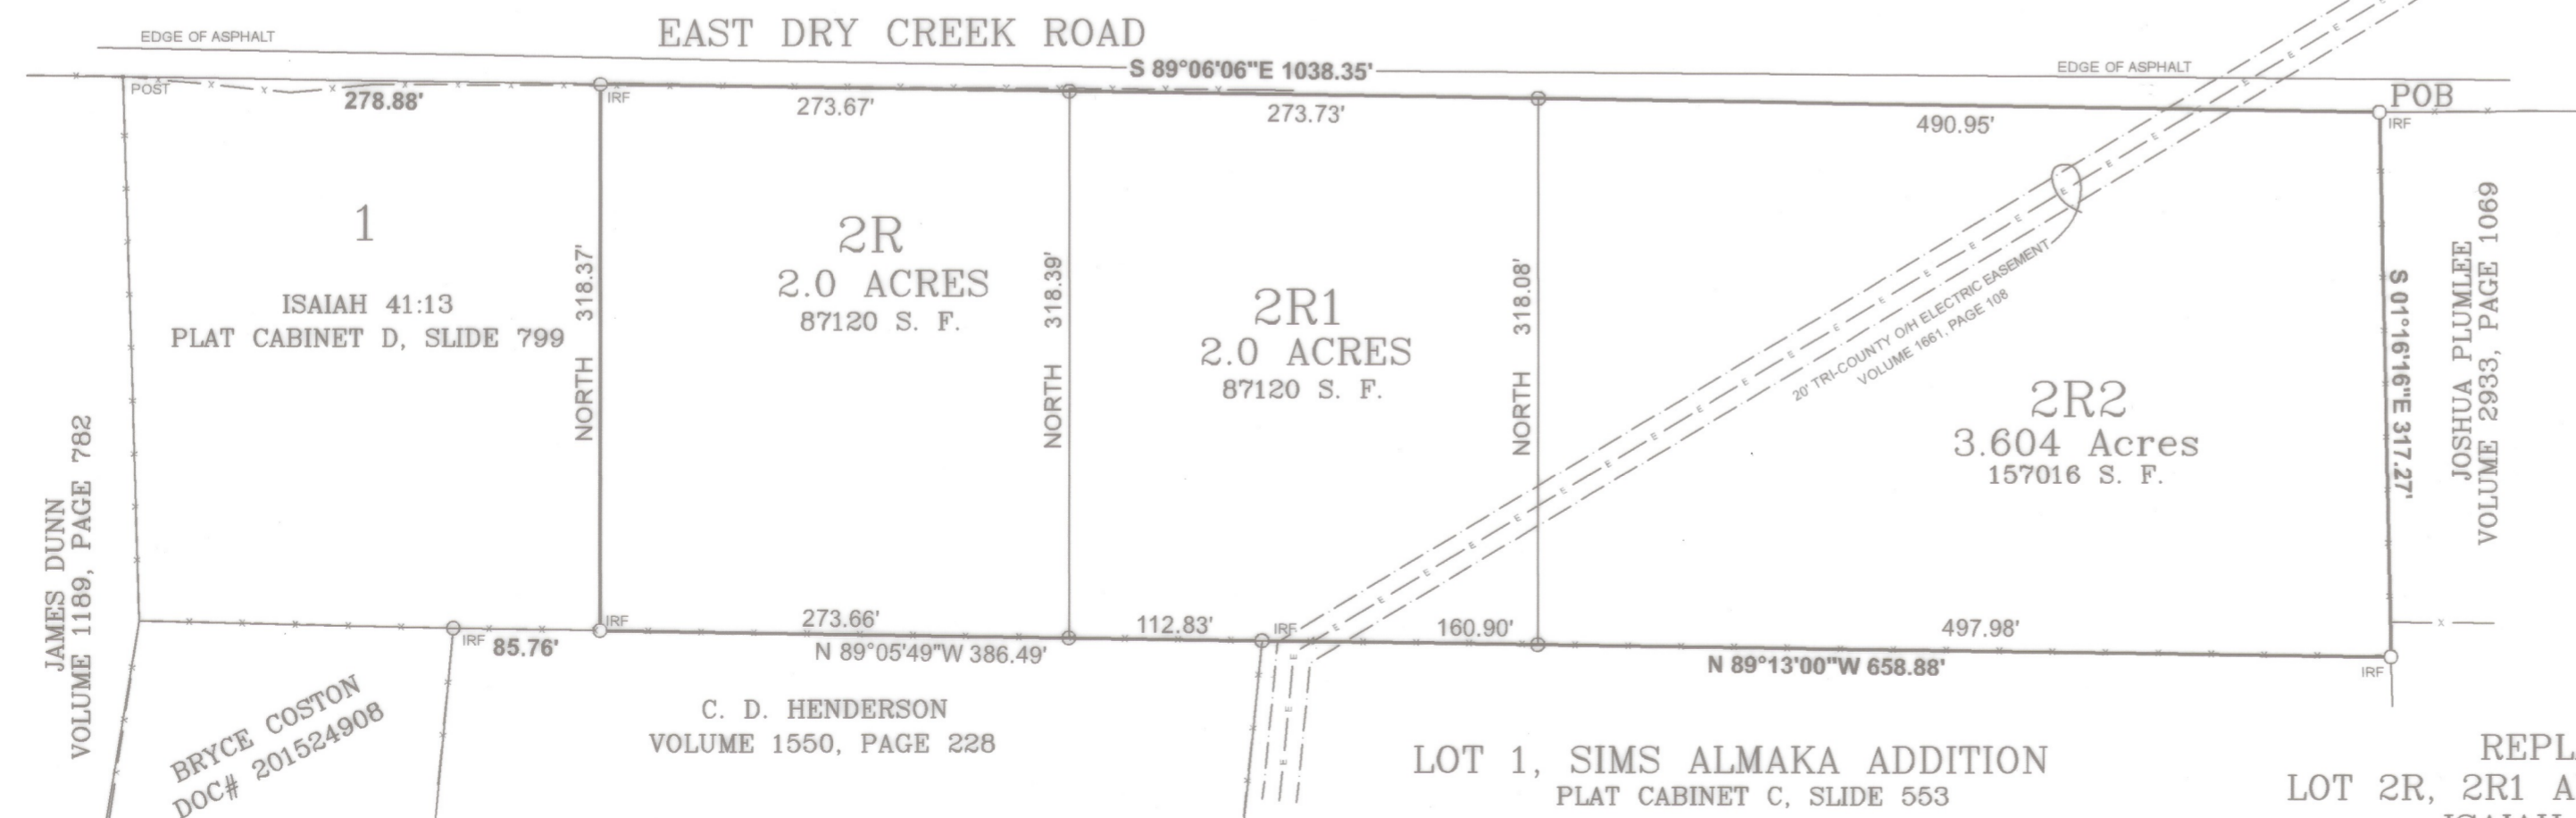 EAST DRY CREEK ROAD
EDGE OF ASPHALT
S 89°06'06"E 1038.35'
EDGE OF ASPHALT
POST
278.88'
IRF
273.67'
273.73'
490.95'
POB
IRF
1
ISAIAH 41:13
PLAT CABINET D, SLIDE 799
NORTH 318.37'
2R
2.0 ACRES
87120 S. F.
NORTH 318.39'
2R1
2.0 ACRES
87120 S. F.
NORTH 318.08'
20' TRI-COUNTY O/H ELECTRIC EASEMENT
VOLUME 1661, PAGE 108
2R2
3.604 Acres
157016 S. F.
S 01°16'16"E 317.27'
JOSHUA PLUMLEE
VOLUME 2933, PAGE 1069
JAMES DUNN
VOLUME 1189, PAGE 782
IRF
85.76'
IRF
273.66'
N 89°05'49"W 386.49'
112.83'
IRF
160.90'
497.98'
N 89°13'00"W 658.88'
IRF
BRYCE COSTON
DOC# 201524908
C. D. HENDERSON
VOLUME 1550, PAGE 228
LOT 1, SIMS ALMAKA ADDITION
PLAT CABINET C, SLIDE 553
REPL
LOT 2R, 2R1 A